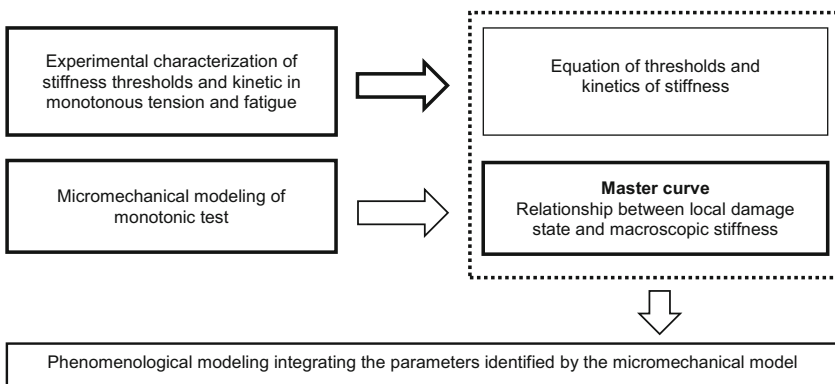 Experimental characterization of
stiffness thresholds and kinetic in
monotonous tension and fatigue
Equation of thresholds and
kinetics of stiffness
Micromechanical modeling of
monotonic test
Master curve
Relationship between local damage
state and macroscopic stiffness
Phenomenological modeling integrating the parameters identified by the micromechanical model